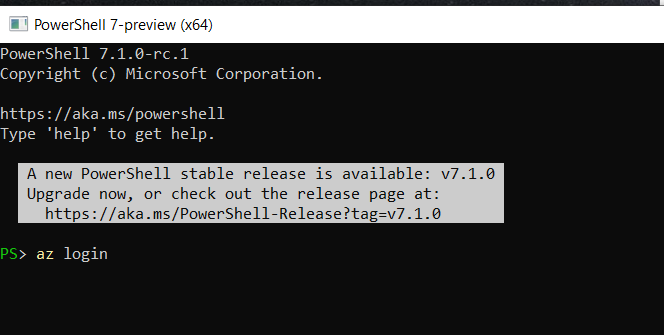 PowerShell 7-preview (x64)
PowerShell 7.1.0-rc.1
Copyright (c) Microsoft Corporation.
https://aka.ms/powershell
Type 'help' to get help.
A new PowerShell stable release is available: v7.1.0
Upgrade now, or check out the release page at:
https://aka.ms/PowerShell-Release?tag=v7.1.0
PS> az login